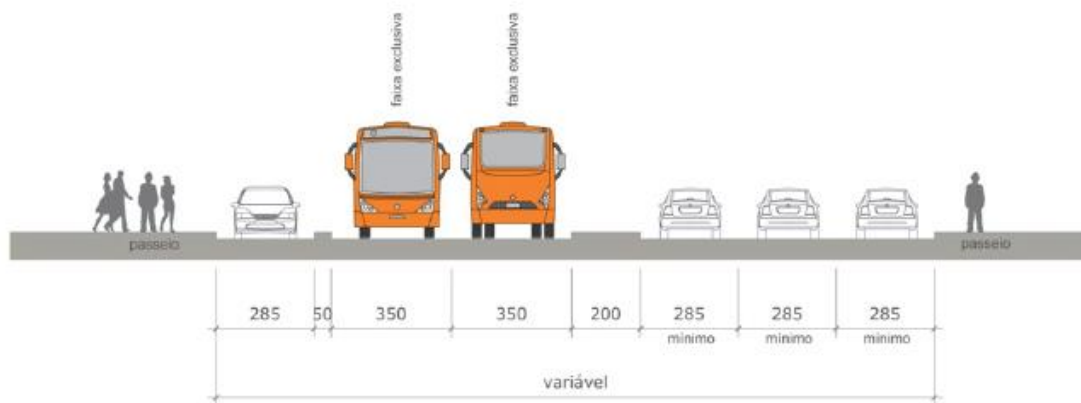 faixa exclusiva
faixa exclusiva
passeio
passeio
285
50
350
350
200
285
285
285
mínimo
mínimo
mínimo
variável